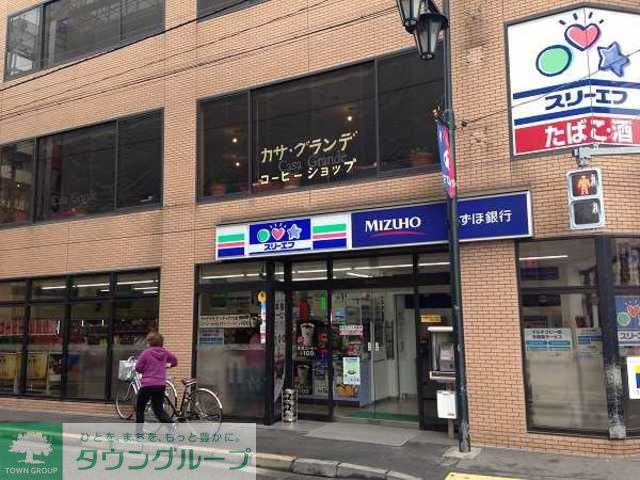 スリーエフ
たばこ・酒
カサ・グランデ
Casa Grande
コーヒーショップ
スリーエフ
MIZUHO みずほ銀行
¥100
TOWN GROUP
ひとを、まちを、もっと豊かに。
タウングループ